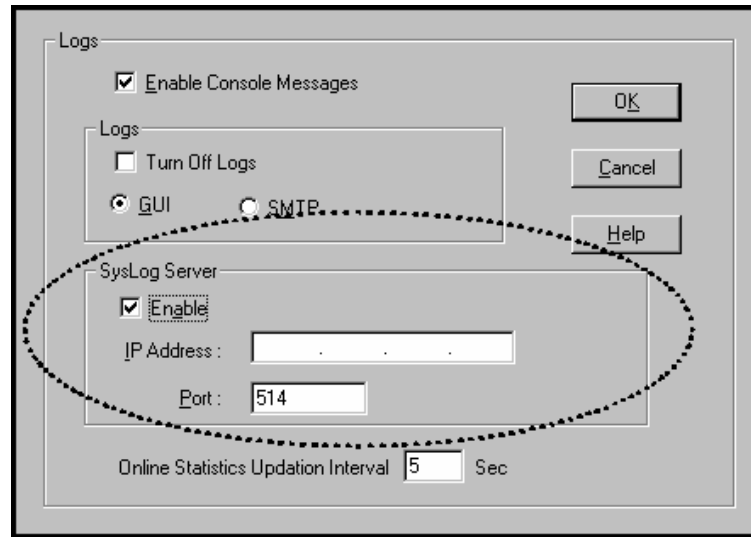 Logs
Enable Console Messages
OK
Logs
Turn Off Logs
Cancel
GUI
SMTP
Help
SysLog Server
Enable
IP Address :
. . .
Port : 514
Online Statistics Updation Interval 5 Sec